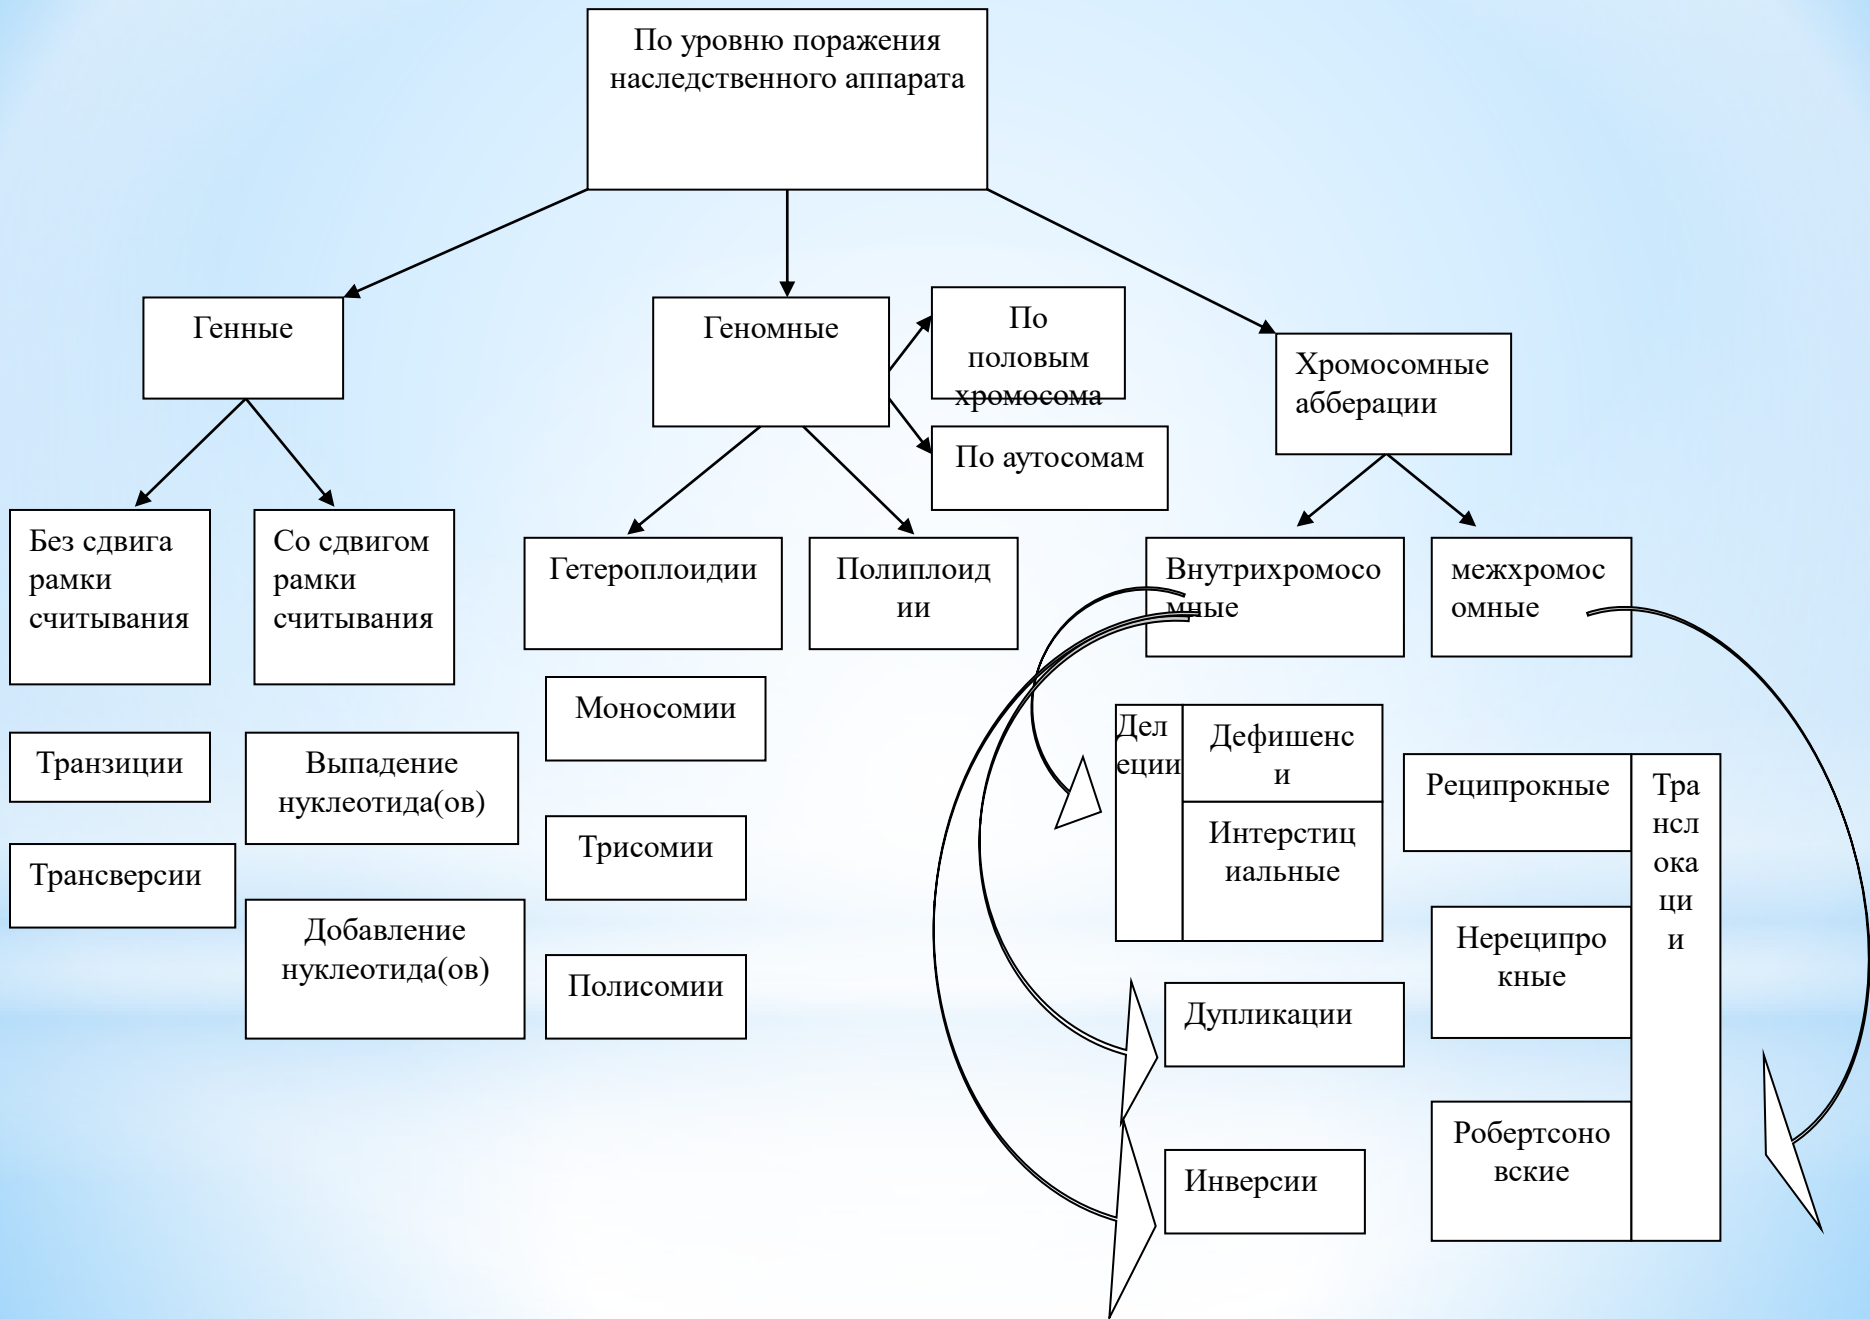 По уровню поражения
наследственного аппарата
Генные
Геномные
По
половым
хромосома
По аутосомам
Хромосомные
абберации
Без сдвига
рамки
считывания
Со сдвигом
рамки
считывания
Гетероплоидии
Полиплоид
ии
Внутрихромосо
мные
межхромос
омные
Транзиции
Трансверсии
Выпадение
нуклеотида(ов)
Добавление
нуклеотида(ов)
Моносомии
Трисомии
Полисомии
Дел
еции
Дефишенс
и
Интерстиц
иальные
Дупликации
Инверсии
Реципрокные
Нереципро
кные
Робертсоно
вские
Тра
нсл
ока
ци
и